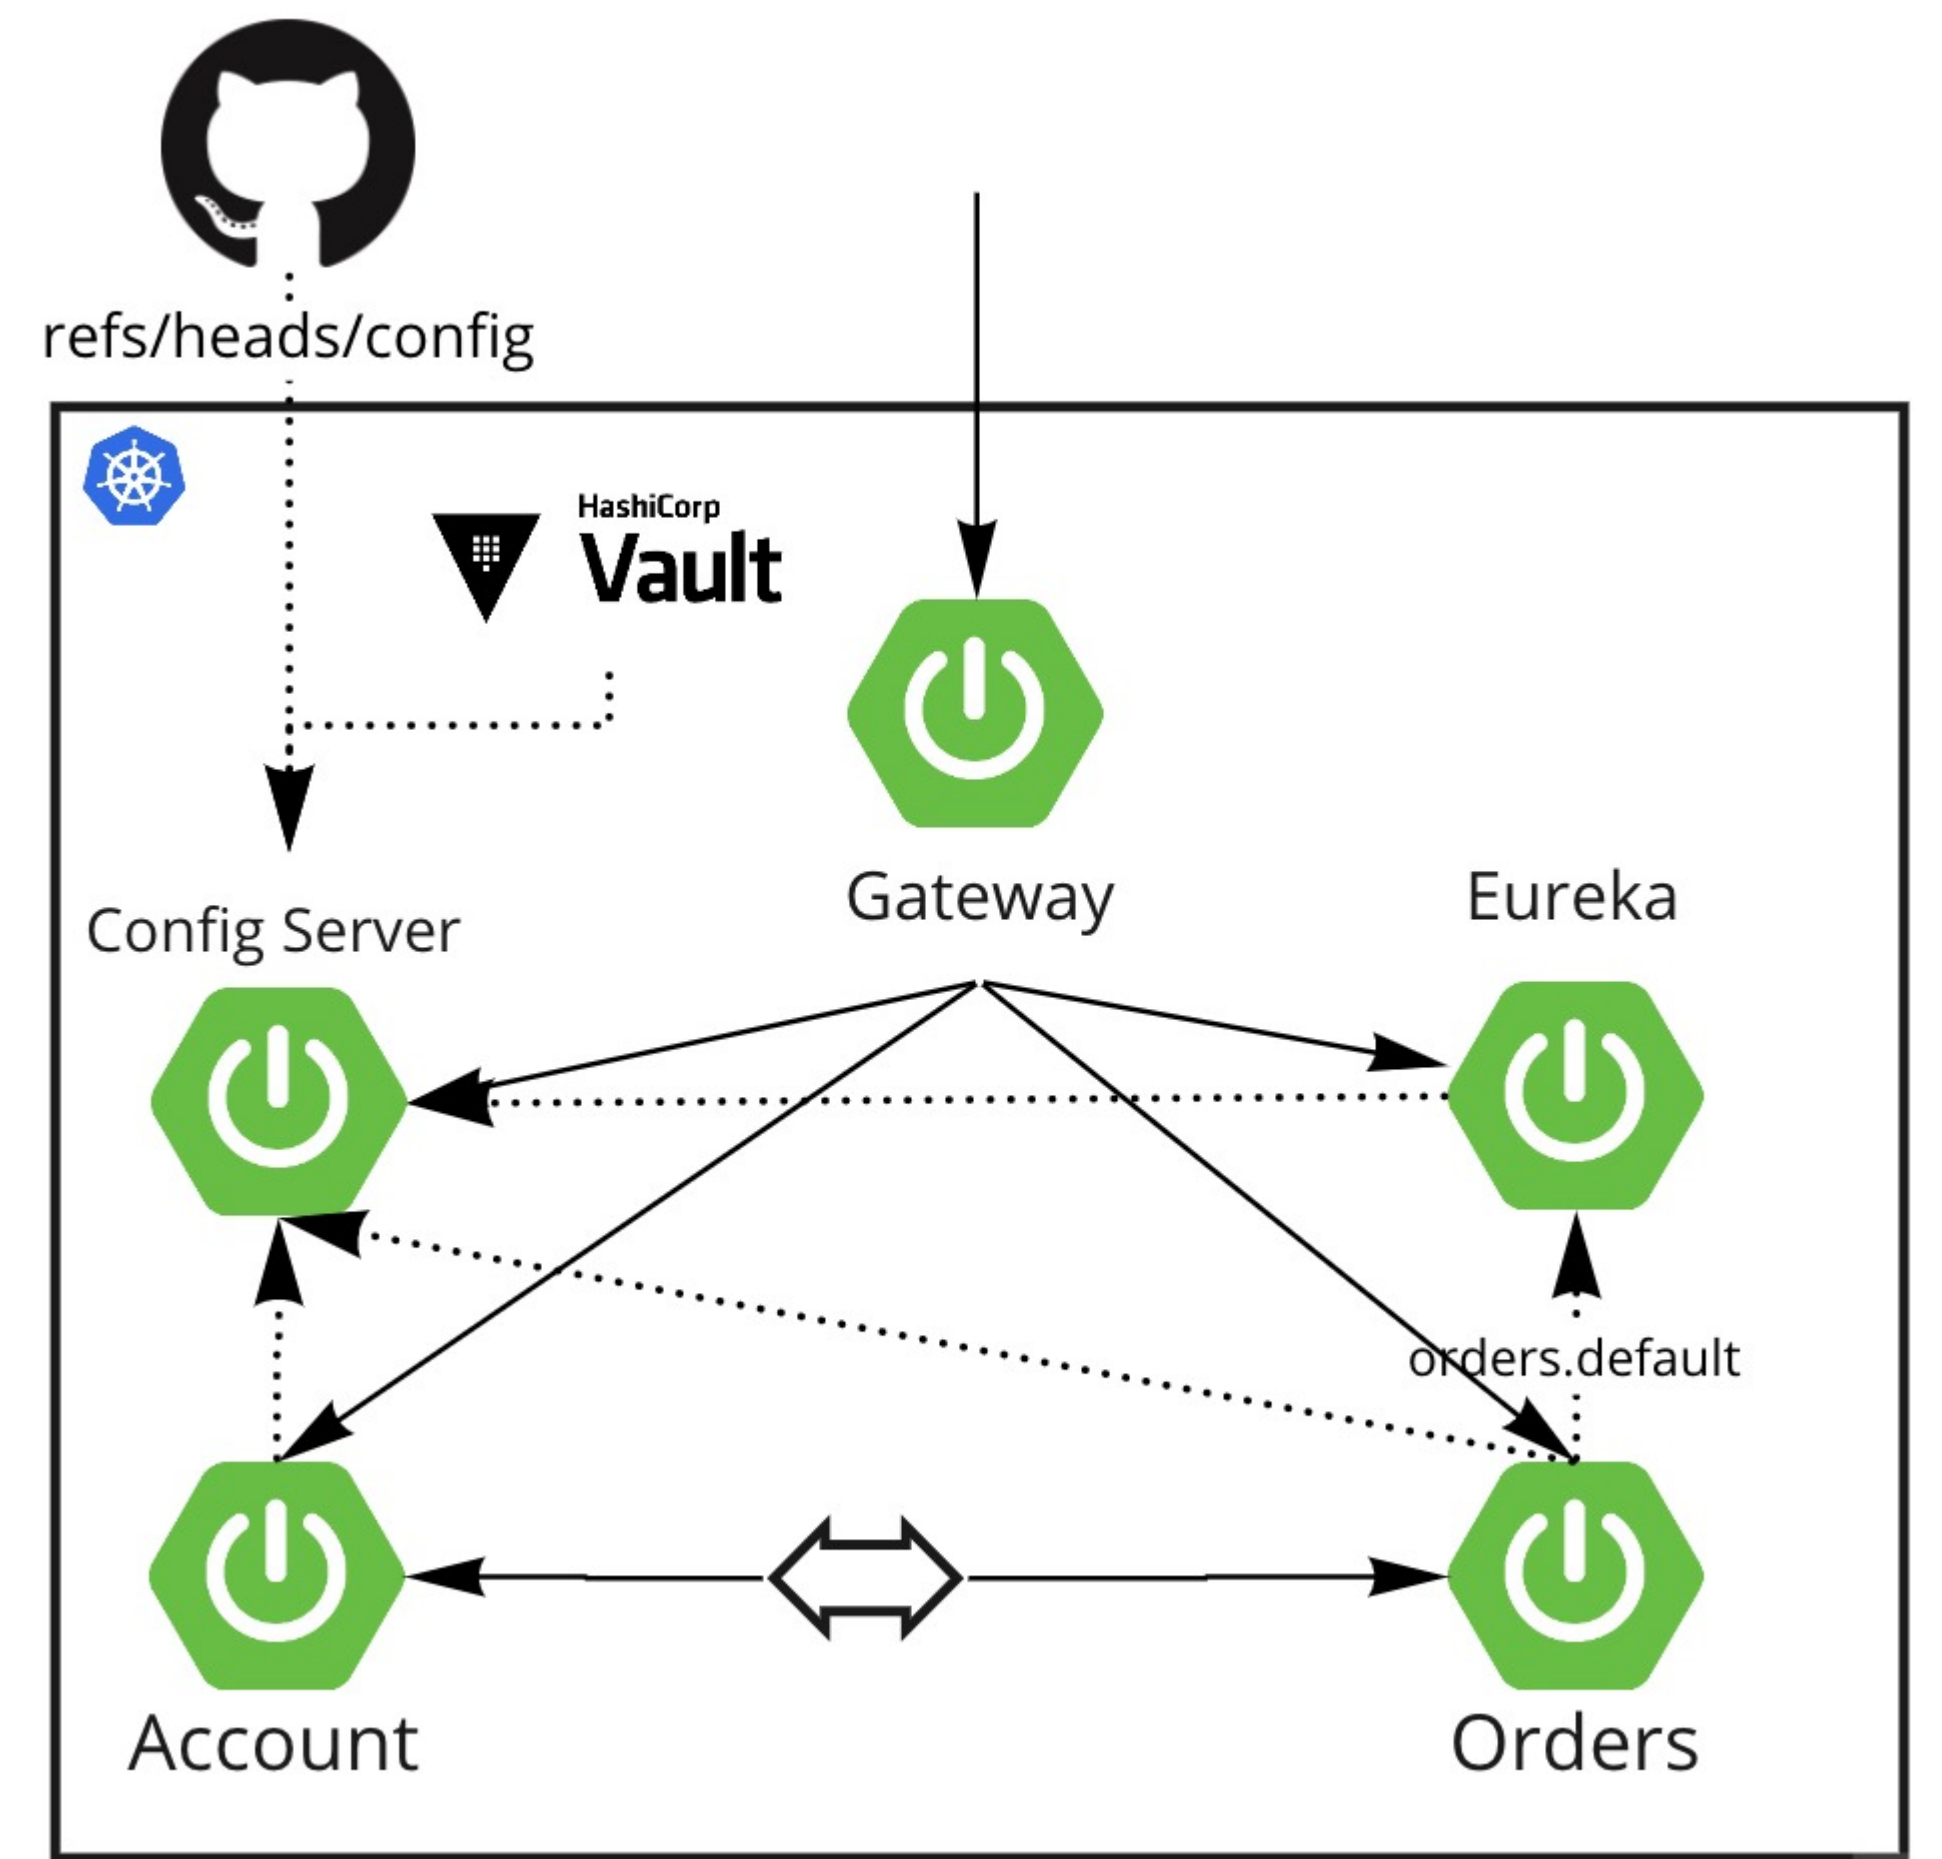 refs/heads/config
HashiCorp
Vault
Gateway
Eureka
Config Server
orders.default
Account
Orders